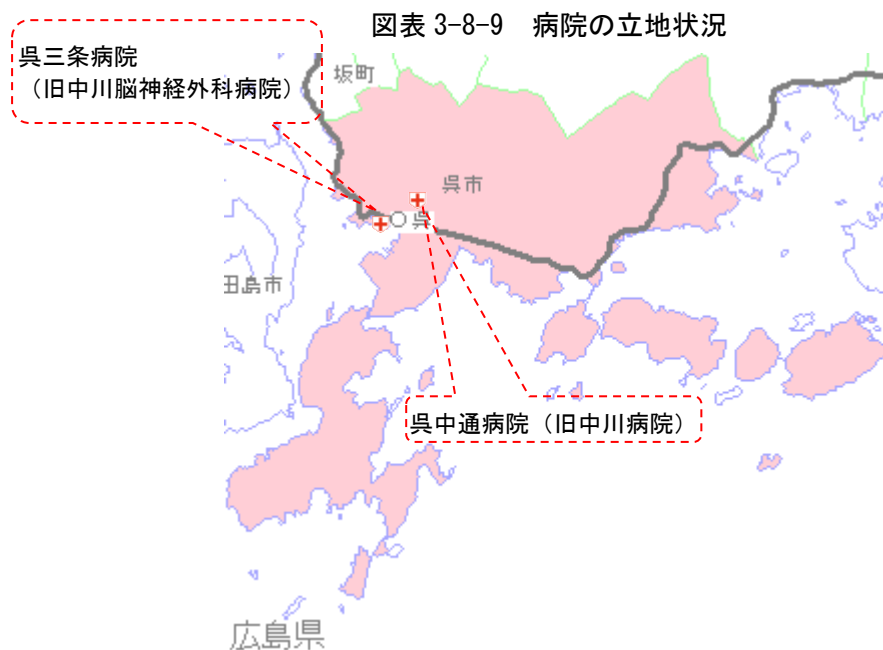 図表 3-8-9　病院の立地状況
呉三条病院
（旧中川脳神経外科病院）
坂町
呉市
呉
田島市
呉中通病院（旧中川病院）
広島県